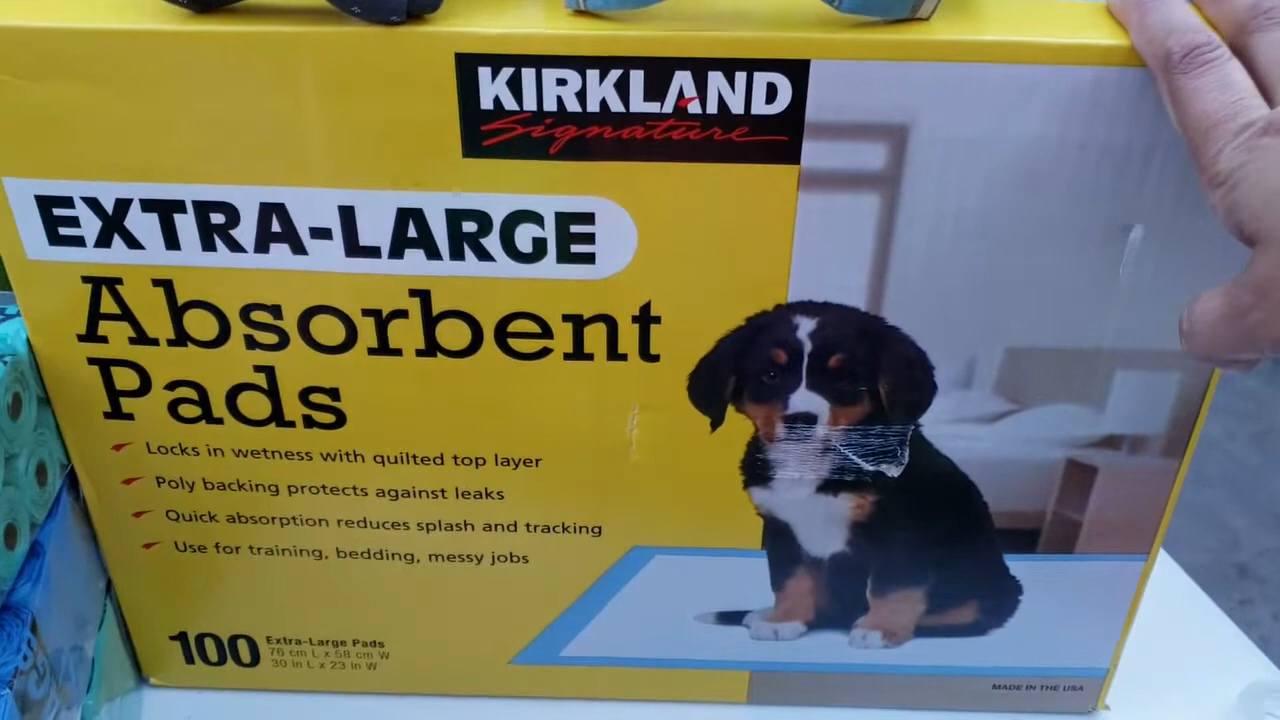 KIRKLAND
Signature
EXTRA-LARGE
Absorbent
Pads
Locks in wetness with quilted top layer
Poly backing protects against leaks
Quick absorption reduces splash and tracking
Use for training, bedding, messy jobs
100 Extra-Large Pads
76 cm L x 58 cm W
30 in L x 23 in W
MADE IN THE USA